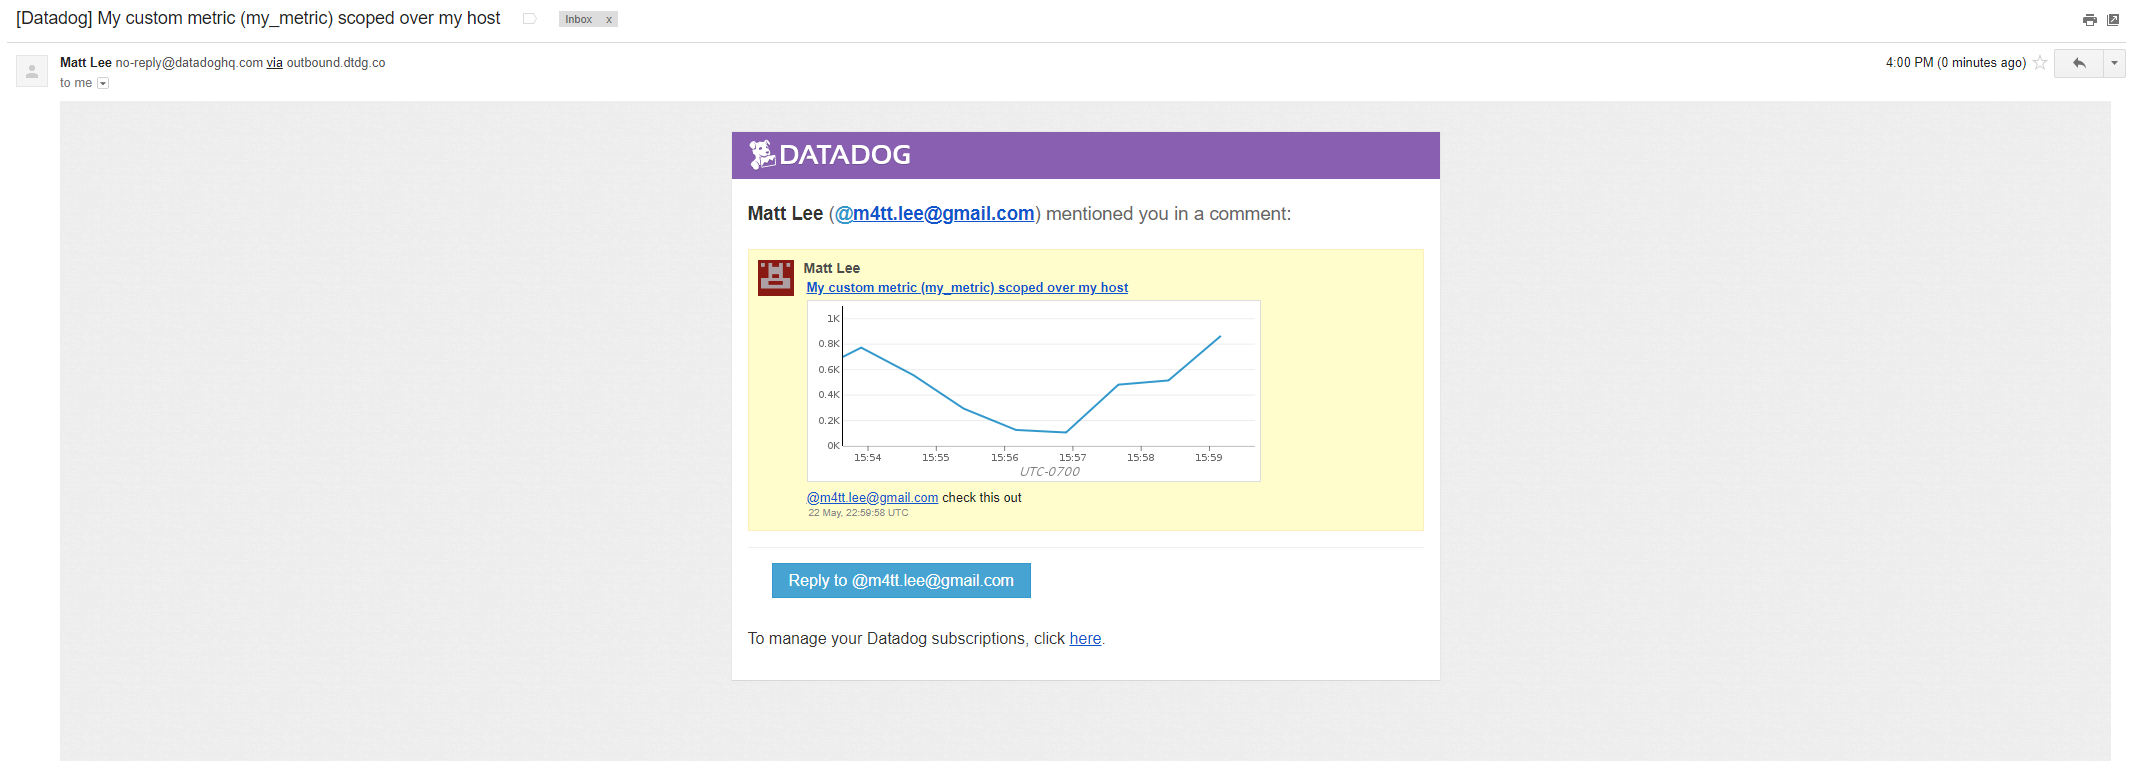 [Datadog] My custom metric (my_metric) scoped over my host Inbox x
Matt Lee no-reply@datadoghq.com via outbound.dtdg.co 4:00 PM (0 minutes ago)
to me
DATADOG
Matt Lee (@m4tt.lee@gmail.com) mentioned you in a comment:
Matt Lee
My custom metric (my_metric) scoped over my host
1K
0.8K
0.6K
0.4K
0.2K
0K
15:54 15:55 15:56 15:57 15:58 15:59
UTC-0700
@m4tt.lee@gmail.com check this out
22 May, 22:59:58 UTC
Reply to @m4tt.lee@gmail.com
To manage your Datadog subscriptions, click here.